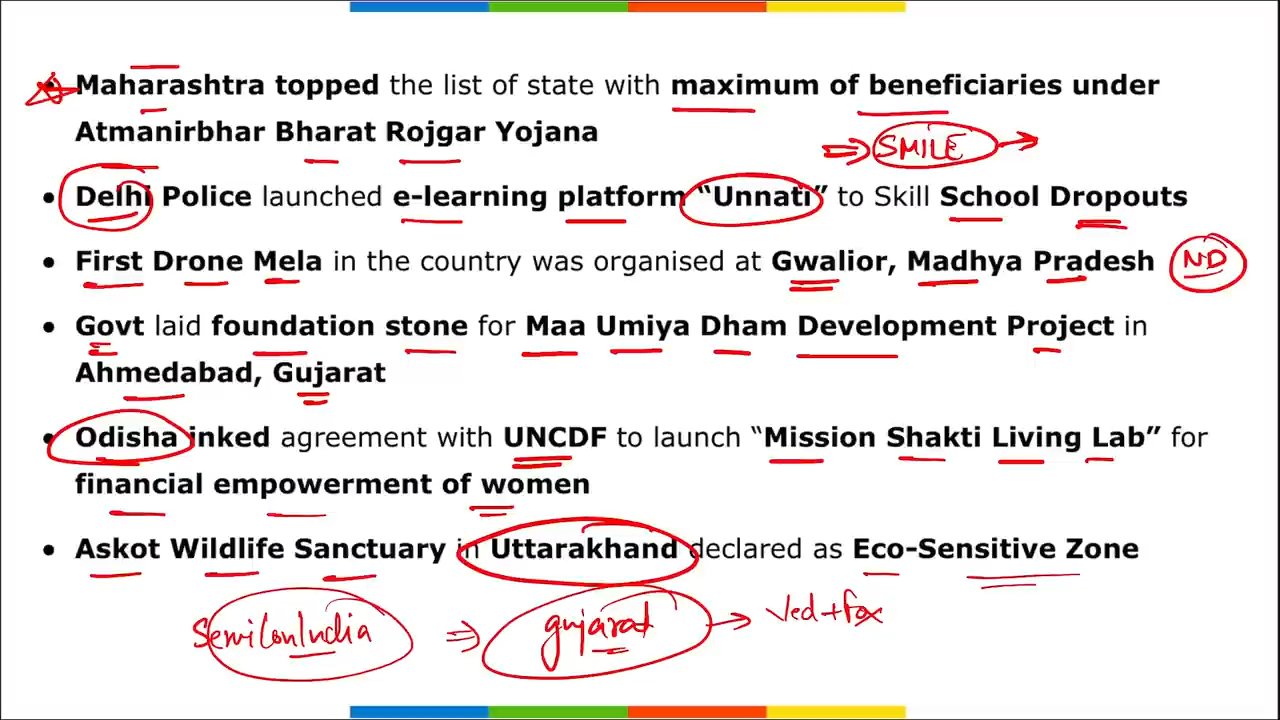 Maharashtra topped the list of state with maximum of beneficiaries under
Atmanirbhar Bharat Rojgar Yojana
⇒ SMILE →
• Delhi Police launched e-learning platform “Unnati” to Skill School Dropouts
• First Drone Mela in the country was organised at Gwalior, Madhya Pradesh ND
• Govt laid foundation stone for Maa Umiya Dham Development Project in
Ahmedabad, Gujarat
• Odisha inked agreement with UNCDF to launch “Mission Shakti Living Lab” for
financial empowerment of women
• Askot Wildlife Sanctuary in Uttarakhand declared as Eco-Sensitive Zone
SemiconIndia ⇒ gujarat → Ved+Fox